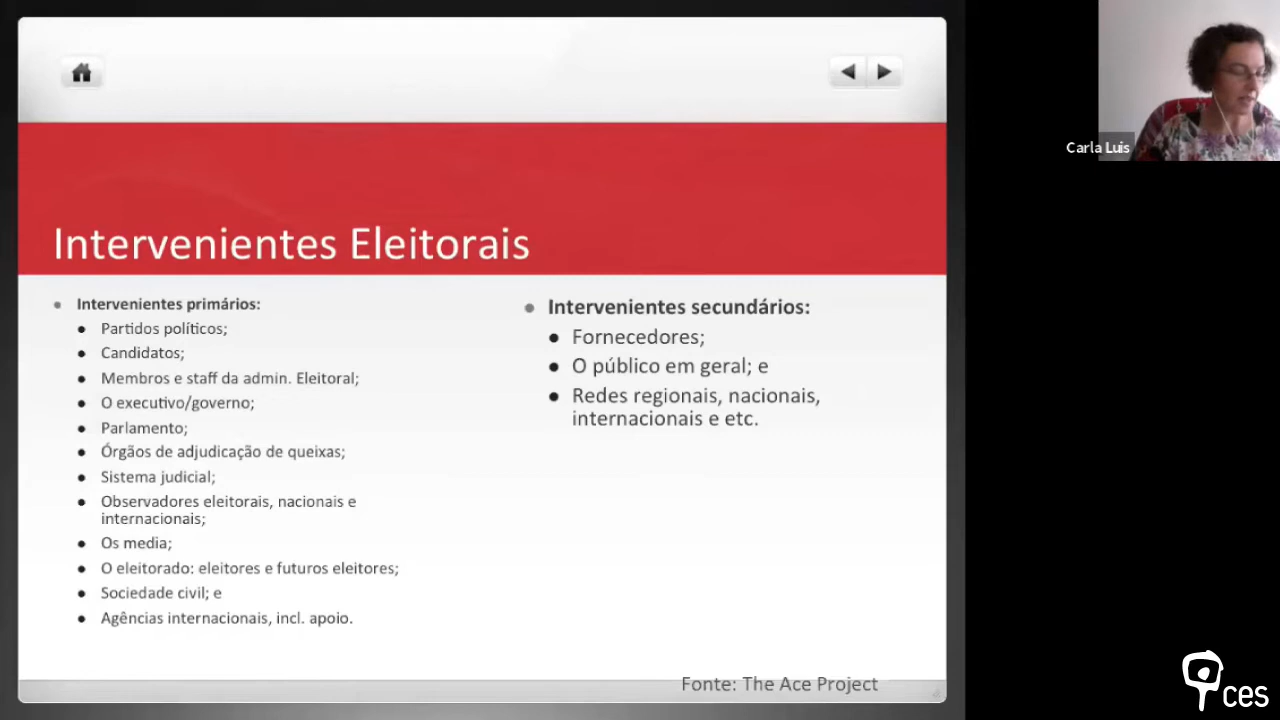 Intervenientes Eleitorais
Intervenientes primários:
Partidos políticos;
Candidatos;
Membros e staff da admin. Eleitoral;
O executivo/governo;
Parlamento;
Órgãos de adjudicação de queixas;
Sistema judicial;
Observadores eleitorais, nacionais e
internacionais;
Os media;
O eleitorado: eleitores e futuros eleitores;
Sociedade civil; e
Agências internacionais, incl. apoio.
Intervenientes secundários:
Fornecedores;
O público em geral; e
Redes regionais, nacionais,
internacionais e etc.
Fonte: The Ace Project
Carla Luis
ces